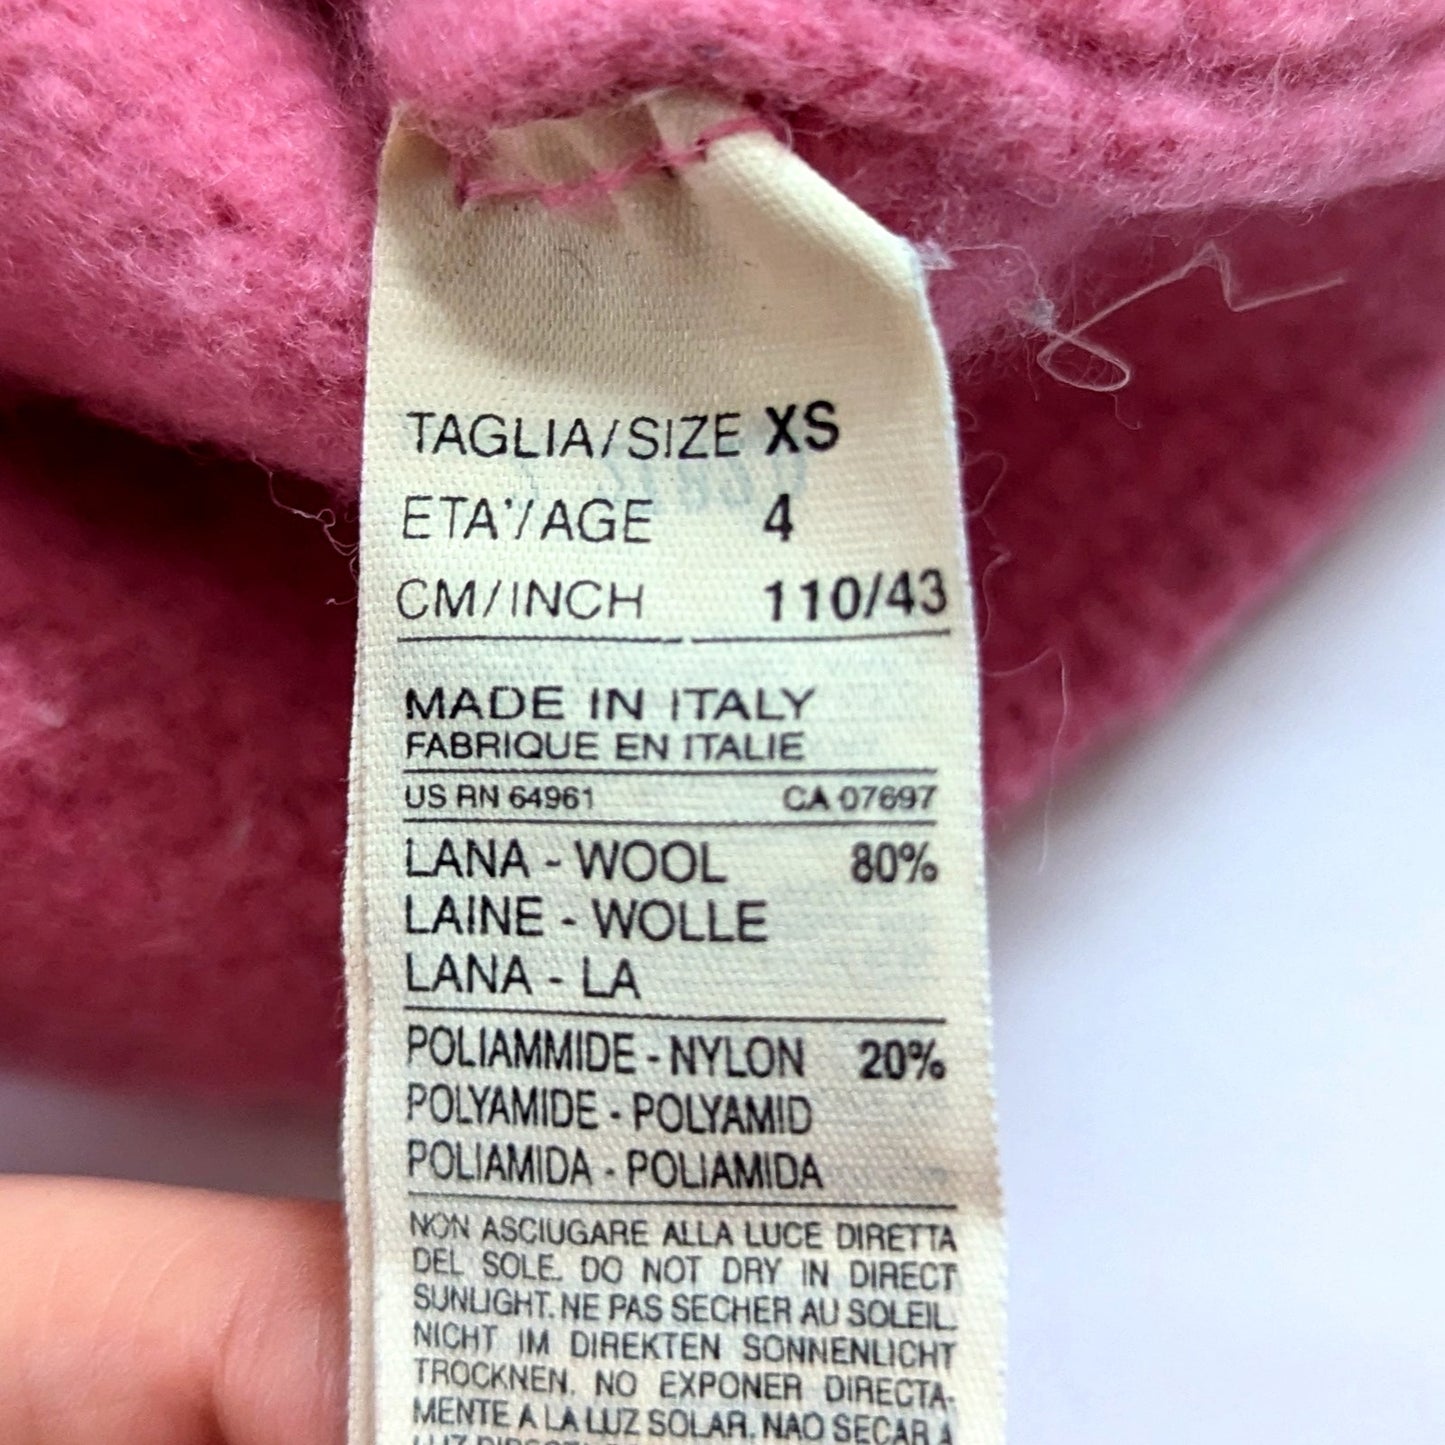 TAGLIA/SIZE XS
ETA'/AGE 4
CM/INCH 110/43
MADE IN ITALY
FABRIQUE EN ITALIE
US RN 64961 CA 07697
LANA - WOOL 80%
LAINE - WOLLE
LANA - LA
POLIAMMIDE - NYLON 20%
POLYAMIDE - POLYAMID
POLIAMIDA - POLIAMIDA
NON ASCIUGARE ALLA LUCE DIRETTA
DEL SOLE. DO NOT DRY IN DIRECT
SUNLIGHT. NE PAS SECHER AU SOLEIL.
NICHT IM DIREKTEN SONNENLICHT
TROCKNEN. NO EXPONER DIRECTA-
MENTE A LA LUZ SOLAR. NAO SECAR A